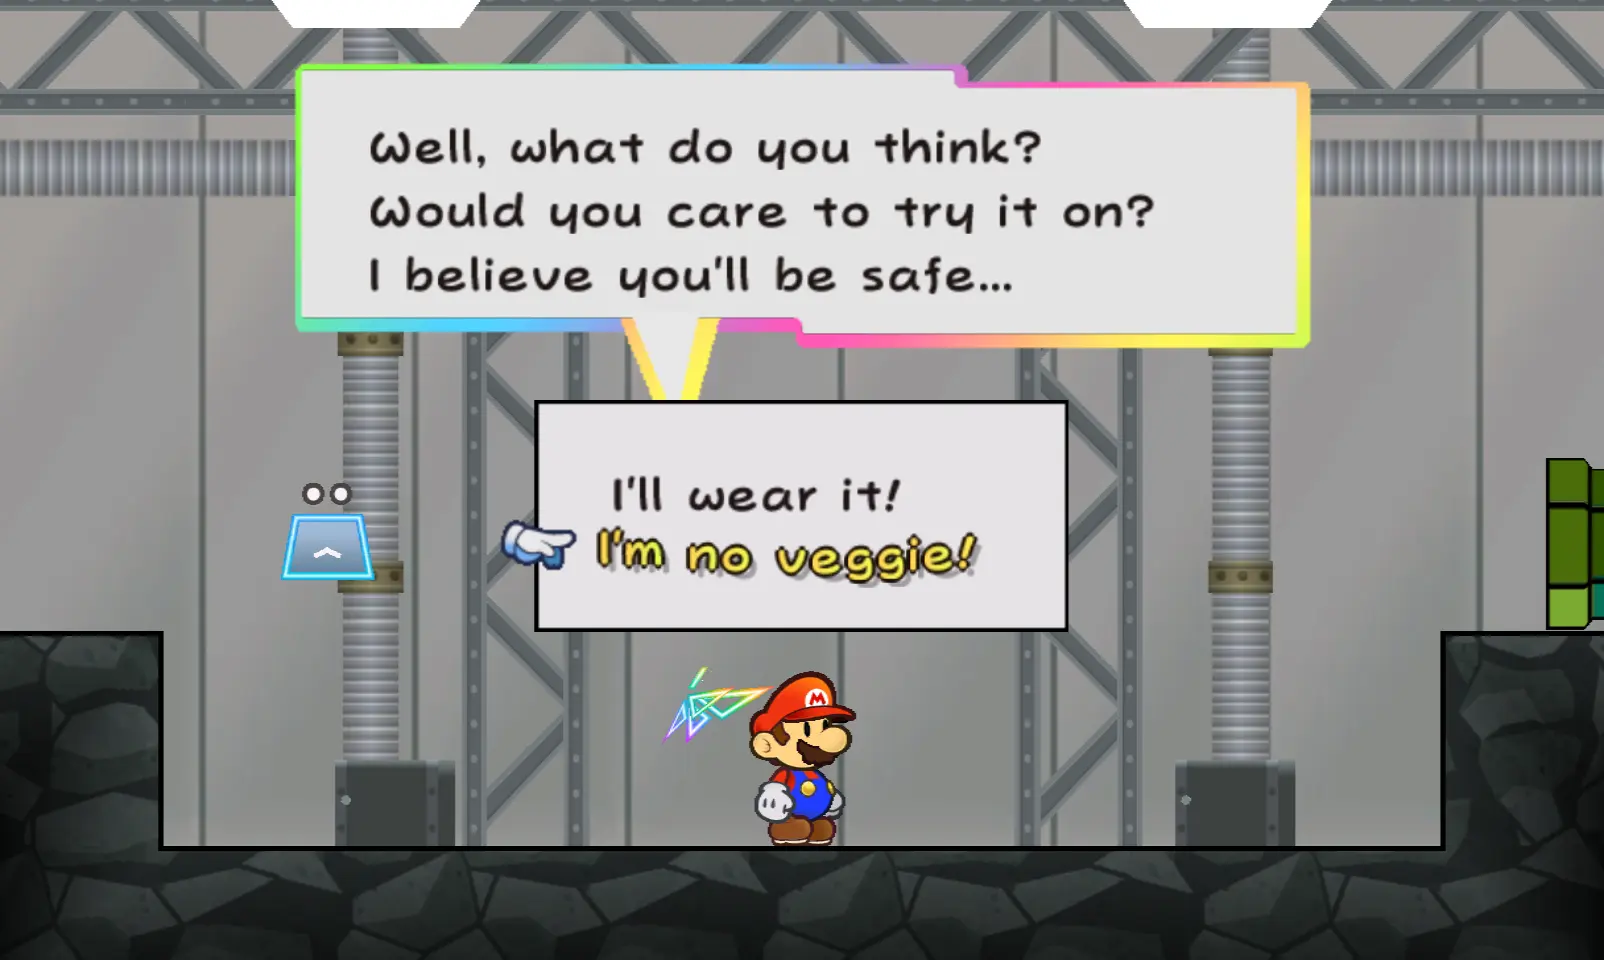 Well, what do you think?
Would you care to try it on?
I believe you'll be safe...
I'll wear it!
I'm no veggie!
M